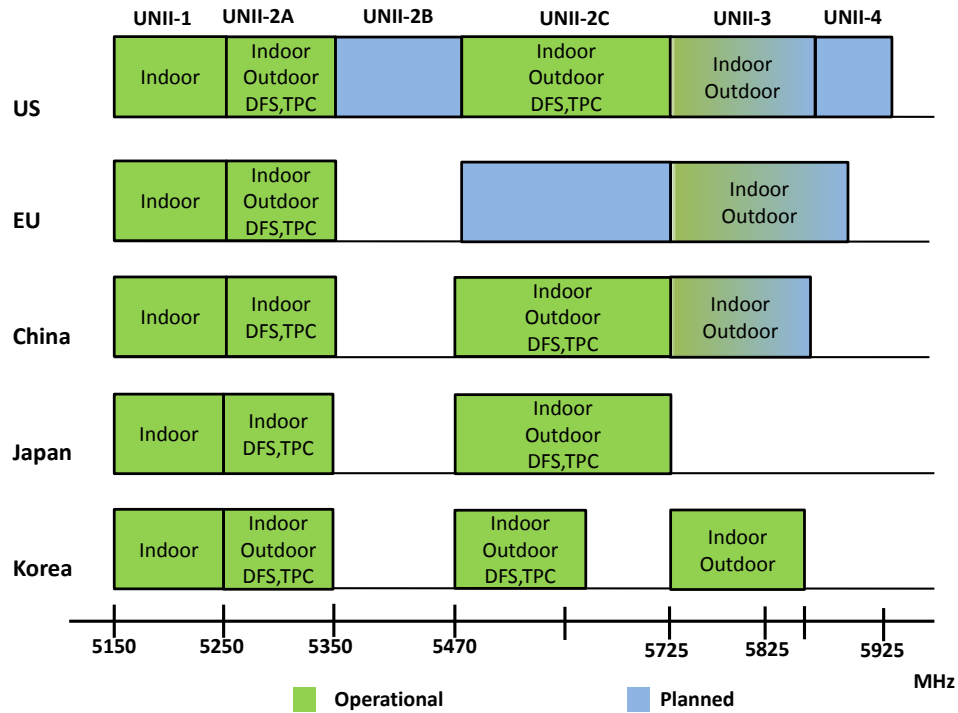 UNII-1 UNII-2A UNII-2B UNII-2C UNII-3 UNII-4
US
Indoor
Indoor
Outdoor
DFS,TPC
Indoor
Outdoor
DFS,TPC
Indoor
Outdoor
EU
Indoor
Indoor
Outdoor
DFS,TPC
Indoor
Outdoor
China
Indoor
Indoor
DFS,TPC
Indoor
Outdoor
DFS,TPC
Indoor
Outdoor
Japan
Indoor
Indoor
DFS,TPC
Indoor
Outdoor
DFS,TPC
Korea
Indoor
Indoor
Outdoor
DFS,TPC
Indoor
Outdoor
DFS,TPC
Indoor
Outdoor
5150 5250 5350 5470 5725 5825 5925
MHz
Operational Planned